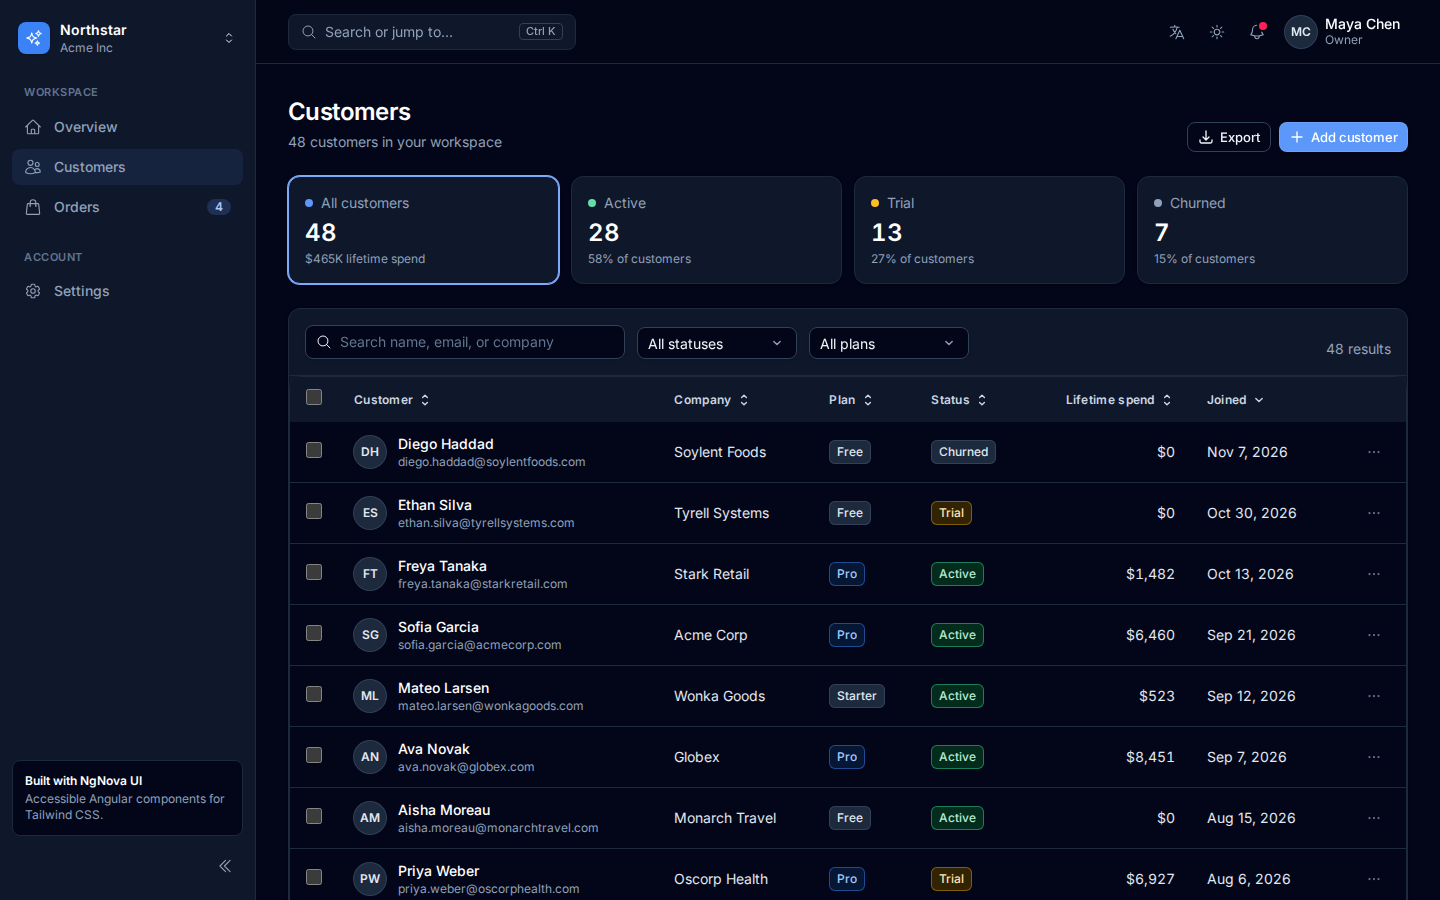 Northstar
Acme Inc
WORKSPACE
Overview
Customers
Orders 4
ACCOUNT
Settings
Built with NgNova UI
Accessible Angular components for
Tailwind CSS.
Search or jump to... Ctrl K
MC Maya Chen
Owner
Customers
48 customers in your workspace
Export
Add customer
All customers
48
$465K lifetime spend
Active
28
58% of customers
Trial
13
27% of customers
Churned
7
15% of customers
Search name, email, or company All statuses All plans 48 results
Customer Company Plan Status Lifetime spend Joined
DH Diego Haddad Soylent Foods Free Churned $0 Nov 7, 2026
diego.haddad@soylentfoods.com
ES Ethan Silva Tyrell Systems Free Trial $0 Oct 30, 2026
ethan.silva@tyrellsystems.com
FT Freya Tanaka Stark Retail Pro Active $1,482 Oct 13, 2026
freya.tanaka@starkretail.com
SG Sofia Garcia Acme Corp Pro Active $6,460 Sep 21, 2026
sofia.garcia@acmecorp.com
ML Mateo Larsen Wonka Goods Starter Active $523 Sep 12, 2026
mateo.larsen@wonkagoods.com
AN Ava Novak Globex Pro Active $8,451 Sep 7, 2026
ava.novak@globex.com
AM Aisha Moreau Monarch Travel Free Active $0 Aug 15, 2026
aisha.moreau@monarchtravel.com
PW Priya Weber Oscorp Health Pro Trial $6,927 Aug 6, 2026
priya.weber@oscorphealth.com